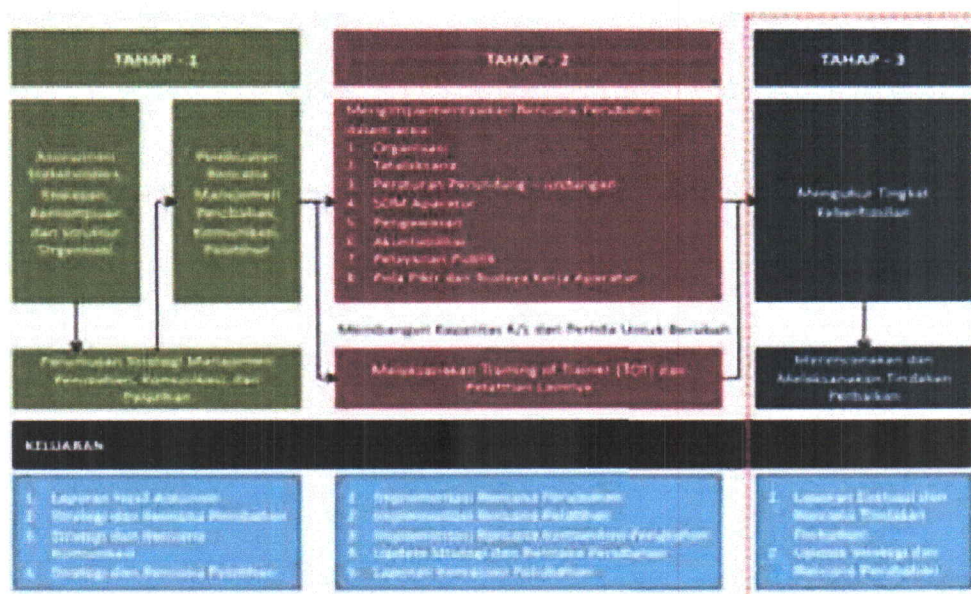 TAHAP - 1
TAHAP - 2
TAHAP - 3
Assessment
Stakeholders,
Kesiapan
dan Struktur
Organisasi
Pembuatan
Rencana
Manajemen
Perubahan,
Komunikasi,
Pelatihan
Mengimplementasikan Rencana Perubahan
dalam area:
1. Organisasi
2. Tatalaksana
3. Peraturan Perundang - undangan
4. SDM Aparatur
5. Pengawasan
6. Akuntabilitas
7. Pelayanan Publik
8. Pola Pikir dan Budaya Kerja Aparatur
Mengukur Tingkat
Keberhasilan
Membangun Kapasitas K/L dan Pemda Untuk Berubah
Perumusan Strategi Manajemen
Perubahan, Komunikasi, dan
Pelatihan
Melaksanakan Training of Trainer (TOT) dan
Pelatihan Lainnya
Merencanakan dan
Melaksanakan Tindakan
Perbaikan
KELUARAN
1. Laporan Hasil Asesmen
2. Strategi dan Rencana Perubahan
3. Strategi dan Rencana
Komunikasi
4. Strategi dan Rencana Pelatihan
1. Implementasi Rencana Perubahan
2. Implementasi Rencana Pelatihan
3. Implementasi Rencana Komunikasi Perubahan
4. Update Strategi dan Rencana Perubahan
5. Laporan Kemajuan Perubahan
1. Laporan Evaluasi dan
Rencana Tindakan
Perbaikan
2. Update Strategi dan
Rencana Perubahan